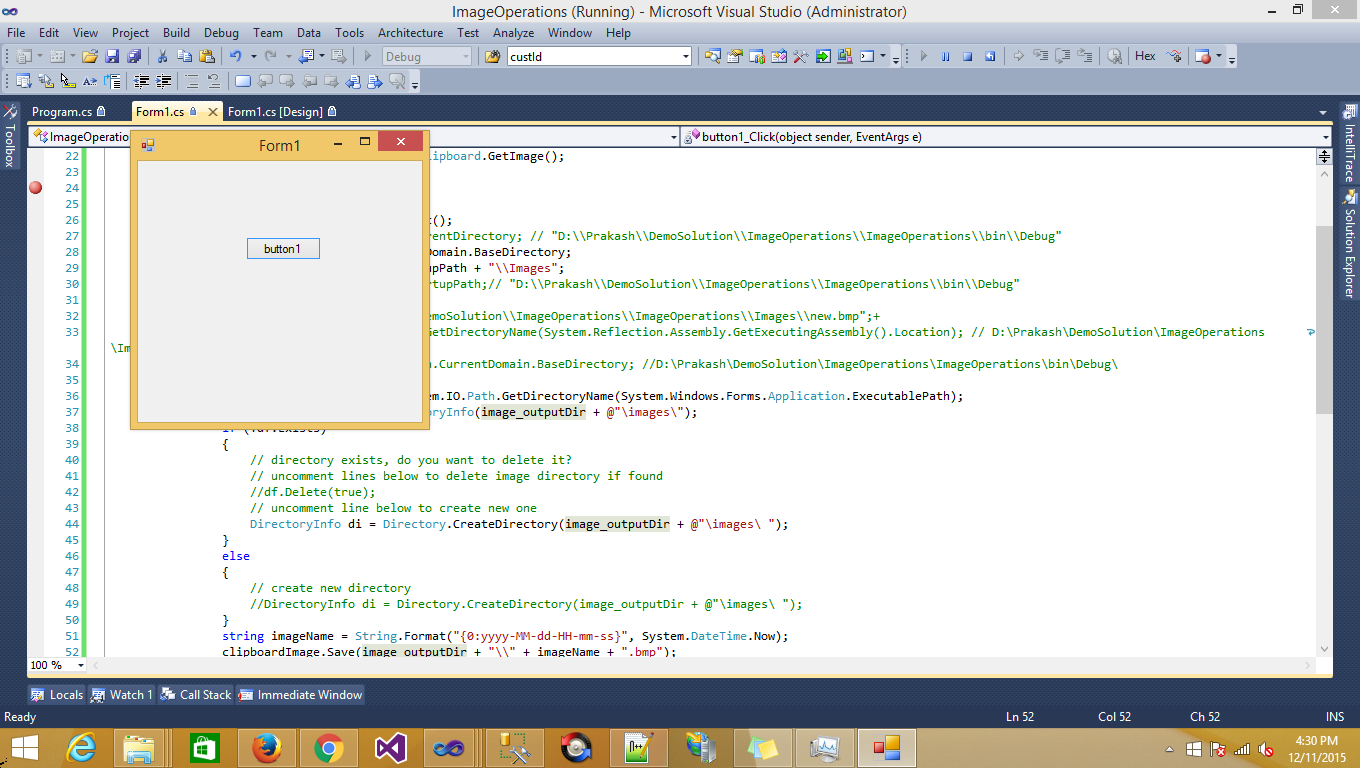 ImageOperations (Running) - Microsoft Visual Studio (Administrator)
File Edit View Project Build Debug Team Data Tools Architecture Test Analyze Window Help
Debug custId Hex
Program.cs Form1.cs Form1.cs [Design]
Toolbox
IntelliTrace
Solution Explorer
ImageOperatio button1_Click(object sender, EventArgs e)
Form1
button1
22 lipboard.GetImage();
23
24
25
26 ();
27 rentDirectory; // "D:\\Prakash\\DemoSolution\\ImageOperations\\ImageOperations\\bin\\Debug"
28 Domain.BaseDirectory;
29 upPath + "\\Images";
30 rtupPath;// "D:\\Prakash\\DemoSolution\\ImageOperations\\ImageOperations\\bin\\Debug"
31
32 emoSolution\\ImageOperations\\ImageOperations\\Images\\new.bmp";+
33 GetDirectoryName(System.Reflection.Assembly.GetExecutingAssembly().Location); // D:\Prakash\DemoSolution\ImageOperations
\Im
34 n.CurrentDomain.BaseDirectory; //D:\Prakash\DemoSolution\ImageOperations\ImageOperations\bin\Debug\
35
36 em.IO.Path.GetDirectoryName(System.Windows.Forms.Application.ExecutablePath);
37 oryInfo(image_outputDir + @"\images\");
38 if (!df.Exists)
39 {
40 // directory exists, do you want to delete it?
41 // uncomment lines below to delete image directory if found
42 //df.Delete(true);
43 // uncomment line below to create new one
44 DirectoryInfo di = Directory.CreateDirectory(image_outputDir + @"\images\ ");
45 }
46 else
47 {
48 // create new directory
49 //DirectoryInfo di = Directory.CreateDirectory(image_outputDir + @"\images\ ");
50 }
51 string imageName = String.Format("{0:yyyy-MM-dd-HH-mm-ss}", System.DateTime.Now);
52 clipboardImage.Save(image_outputDir + "\\" + imageName + ".bmp");
100 %
Locals Watch 1 Call Stack Immediate Window
Ready Ln 52 Col 52 Ch 52 INS
4:30 PM
12/11/2015